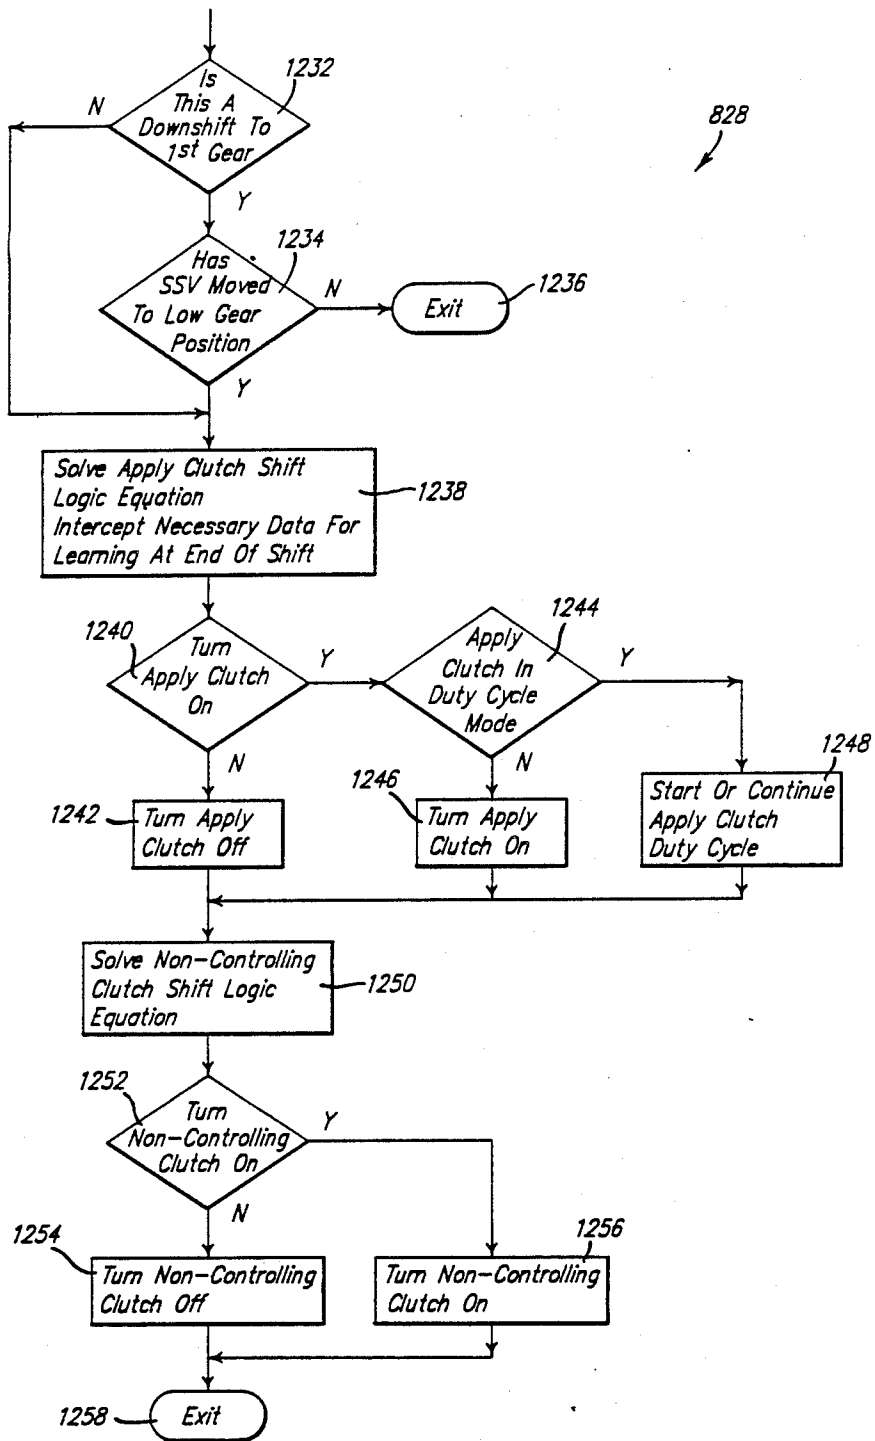 Is
This A
Downshift To
1st Gear
1232
N
Y
828
Has
SSV Moved
To Low Gear
Position
1234
N
Y
Exit
1236
Solve Apply Clutch Shift
Logic Equation
Intercept Necessary Data For
Learning At End Of Shift
1238
1240
Turn
Apply Clutch
On
Y
N
Apply
Clutch In
Duty Cycle
Mode
1244
Y
N
1242
Turn Apply
Clutch Off
1246
Turn Apply
Clutch On
1248
Start Or Continue
Apply Clutch
Duty Cycle
Solve Non-Controlling
Clutch Shift Logic
Equation
1250
1252
Turn
Non-Controlling
Clutch On
Y
N
1254
Turn Non-Controlling
Clutch Off
1256
Turn Non-Controlling
Clutch On
1258
Exit